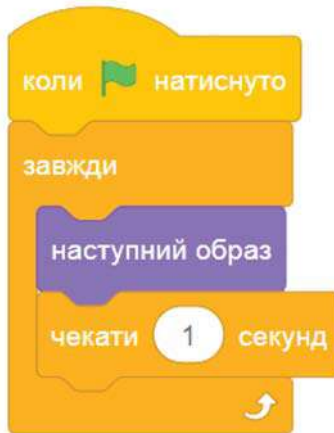 коли натиснуто
завжди
наступний образ
чекати 1 секунд